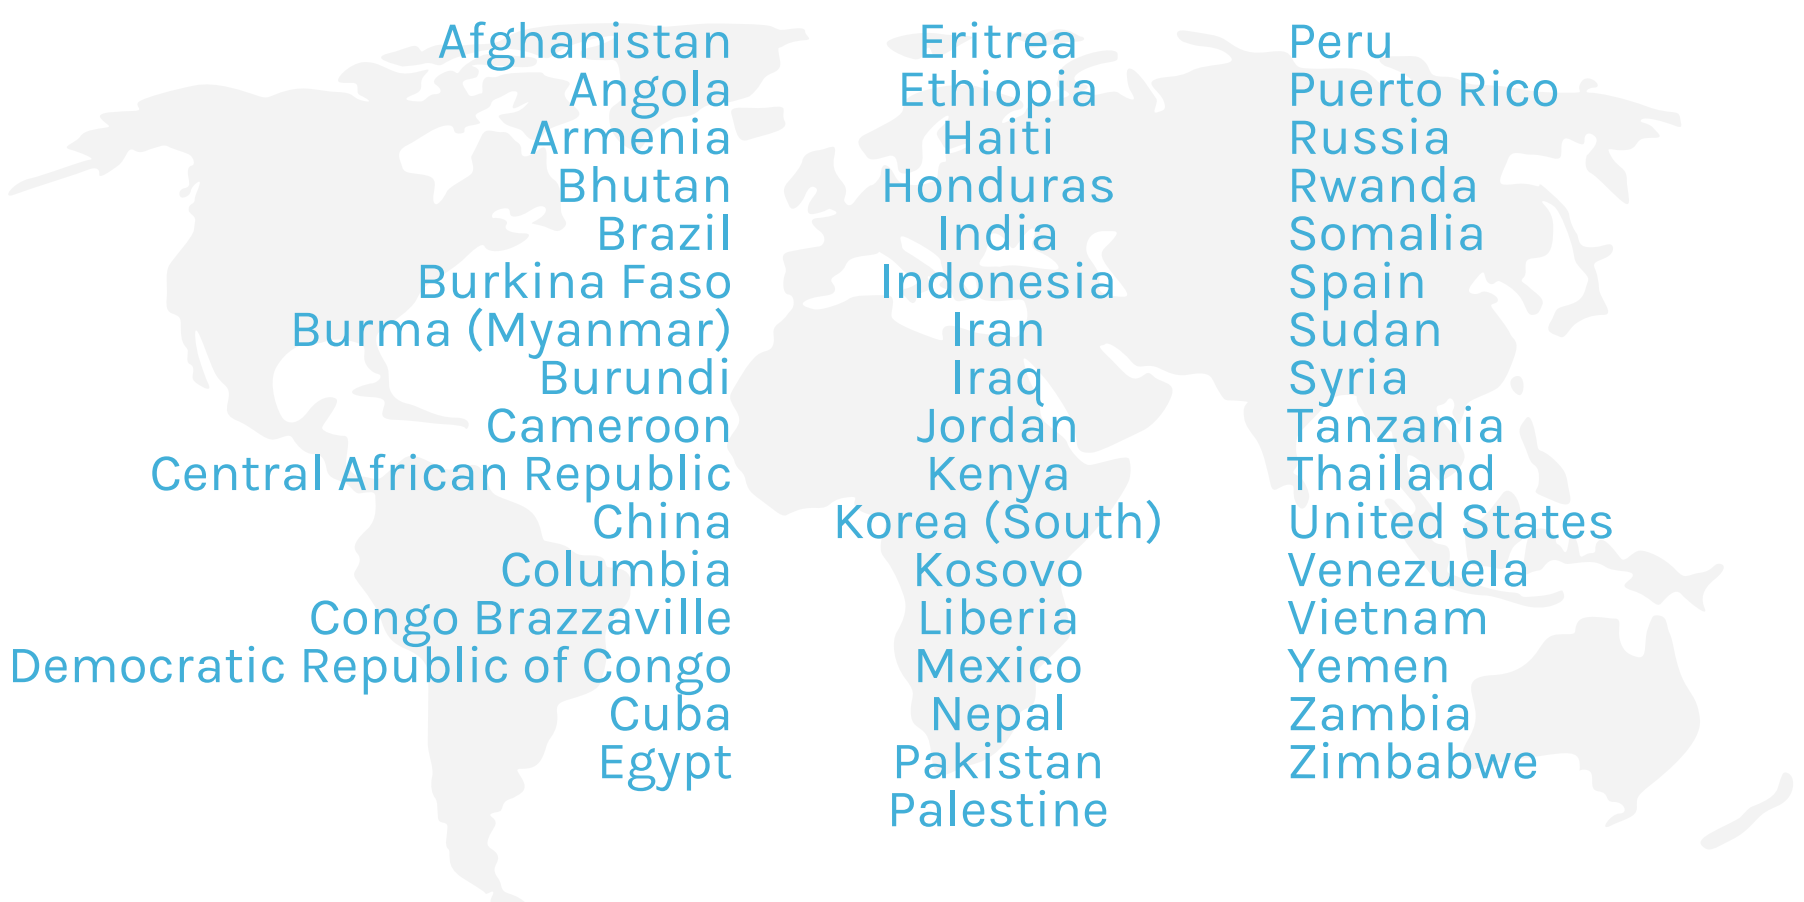 Afghanistan
Angola
Armenia
Bhutan
Brazil
Burkina Faso
Burma (Myanmar)
Burundi
Cameroon
Central African Republic
China
Columbia
Congo Brazzaville
Democratic Republic of Congo
Cuba
Egypt
Eritrea
Ethiopia
Haiti
Honduras
India
Indonesia
Iran
Iraq
Jordan
Kenya
Korea (South)
Kosovo
Liberia
Mexico
Nepal
Pakistan
Palestine
Peru
Puerto Rico
Russia
Rwanda
Somalia
Spain
Sudan
Syria
Tanzania
Thailand
United States
Venezuela
Vietnam
Yemen
Zambia
Zimbabwe